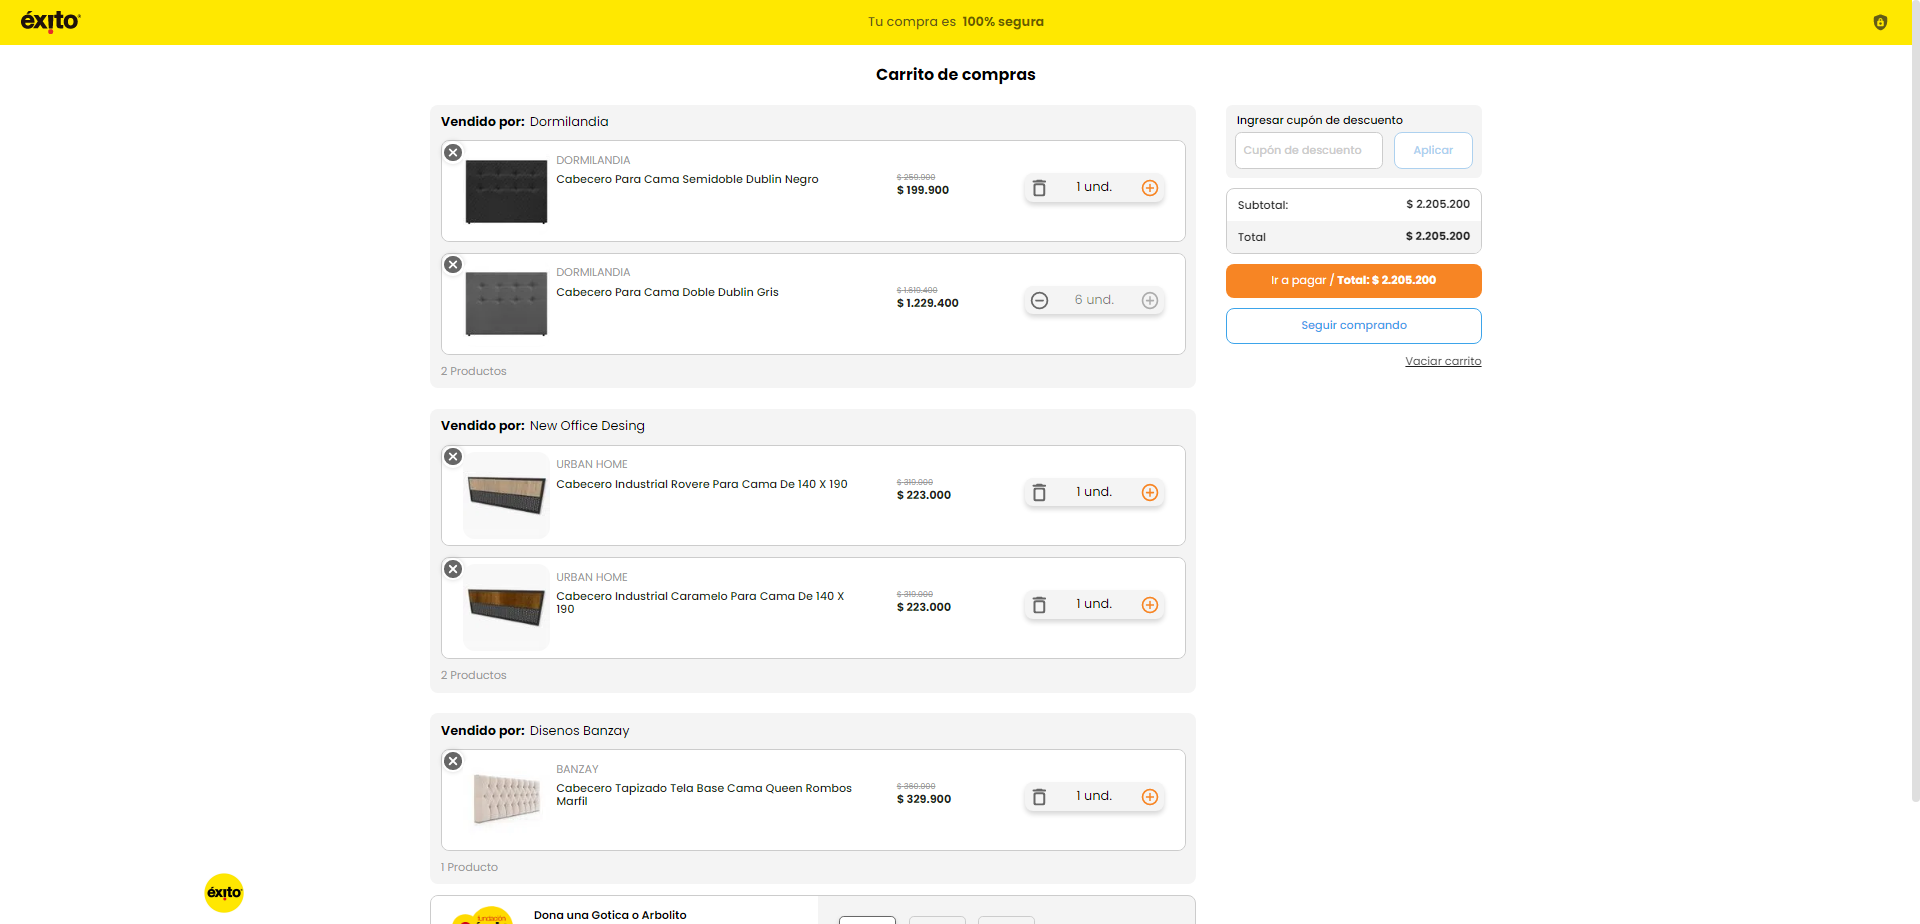 éxito
Tu compra es 100% segura
Carrito de compras
Vendido por: Dormilandia
DORMILANDIA
Cabecero Para Cama Semidoble Dublin Negro
$ 259.900
$ 199.900
1 und.
DORMILANDIA
Cabecero Para Cama Doble Dublin Gris
$ 1.619.400
$ 1.229.400
6 und.
2 Productos
Vendido por: New Office Desing
URBAN HOME
Cabecero Industrial Rovere Para Cama De 140 X 190
$ 319.000
$ 223.000
1 und.
URBAN HOME
Cabecero Industrial Caramelo Para Cama De 140 X
190
$ 319.000
$ 223.000
1 und.
2 Productos
Vendido por: Disenos Banzay
BANZAY
Cabecero Tapizado Tela Base Cama Queen Rombos
Marfil
$ 360.000
$ 329.900
1 und.
1 Producto
Dona una Gotica o Arbolito
fundación
Ingresar cupón de descuento
Cupón de descuento
Aplicar
Subtotal: $ 2.205.200
Total $ 2.205.200
Ir a pagar / Total: $ 2.205.200
Seguir comprando
Vaciar carrito
éxito